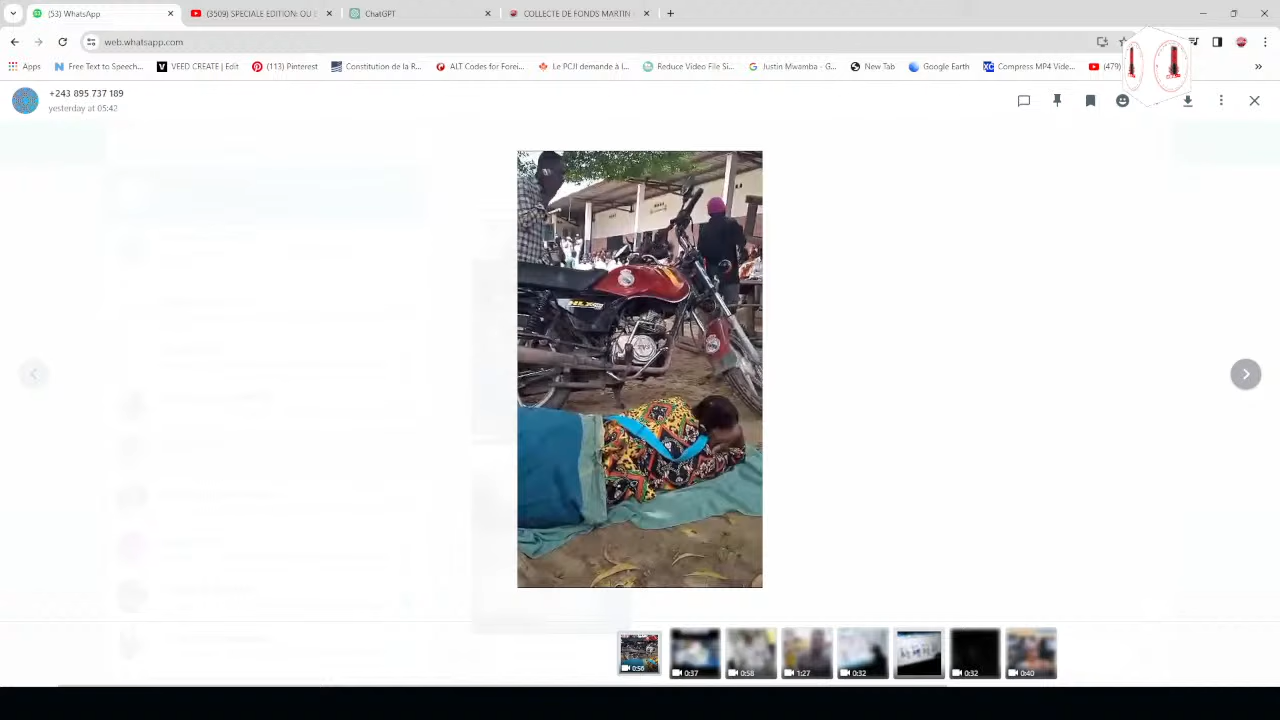 (53) WhatsApp
(3509) SPECIALE EDITION: OU L
ChatGPT
COLLECTE DE FONDS MARTIN
web.whatsapp.com
Apps
Free Text to Speech...
VEED CREATE | Edit
(113) Pinterest
Constitution de la R...
ALT Codes for Forei...
Le PCJI demande à l...
Reduce Video File Si...
Justin Mwamba - G...
New Tab
Google Earth
Compress MP4 Vide...
(479)
+243 895 737 189
yesterday at 05:42
0:56
0:37
0:58
1:27
0:32
0:32
0:40